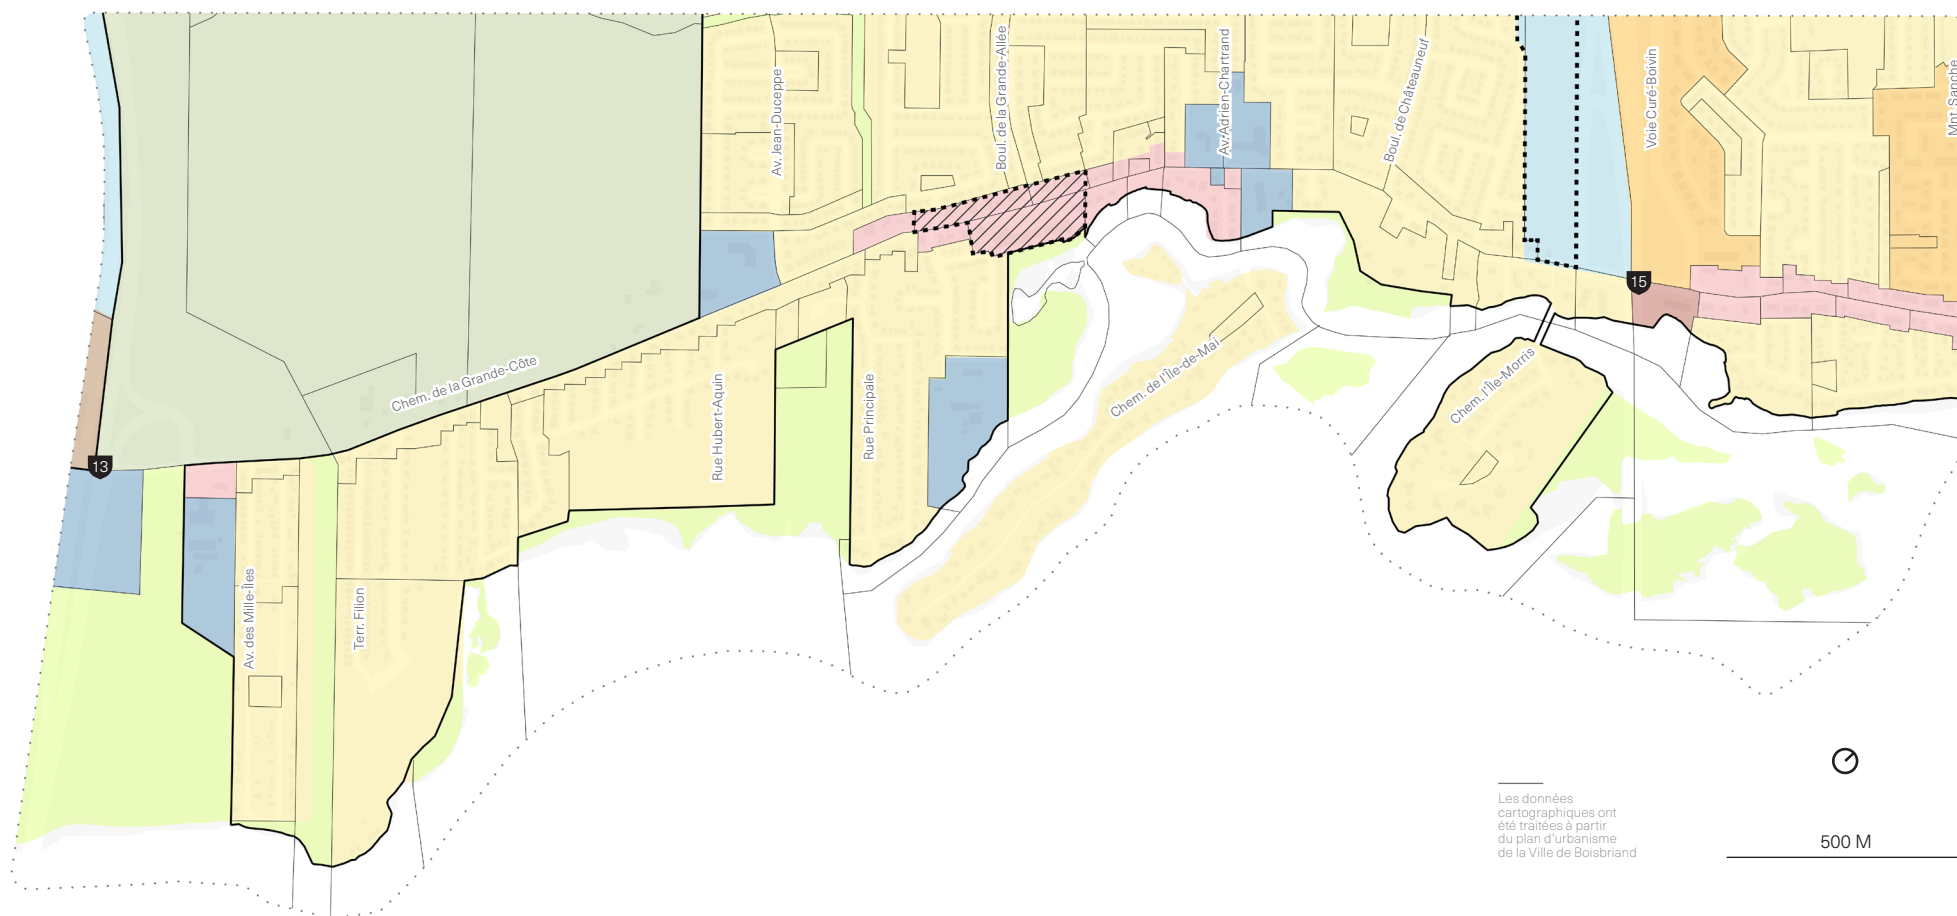 Av. Jean-Duceppe
Boul. de la Grande-Allée
Av. Adrien-Chartrand
Boul. de Châteauneuf
Voie Curé-Boivin
15
Chem. de la Grande-Côte
Rue Hubert-Aquin
Rue Principale
Chem. de l'Île-de-Mai
Chem. l'Île-Morris
13
Av. des Mille-Îles
Terr. Filion
Les données
cartographiques ont
été traitées à partir
du plan d'urbanisme
de la Ville de Boisbriand
500 M